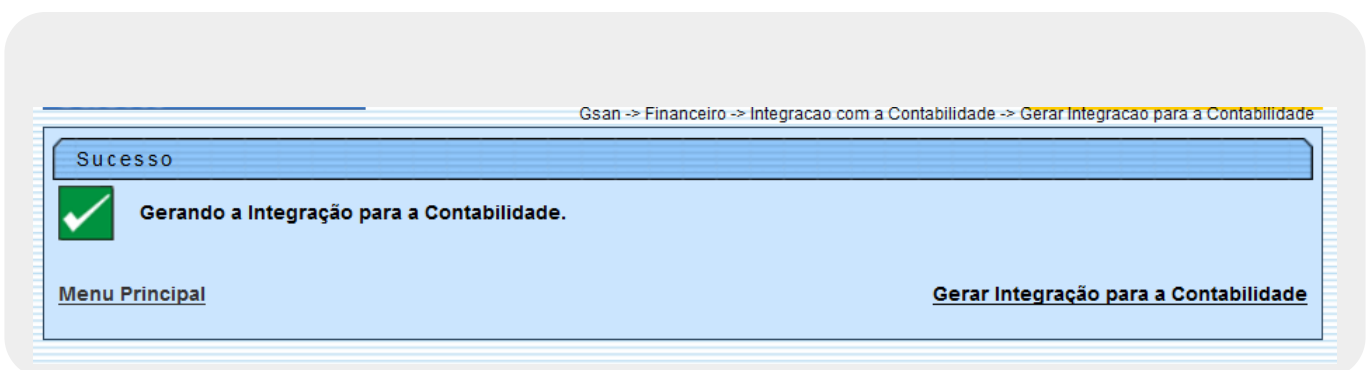 Gsan -> Financeiro -> Integracao com a Contabilidade -> Gerar Integracao para a Contabilidade
Sucesso
Gerando a Integração para a Contabilidade.
Menu Principal
Gerar Integração para a Contabilidade